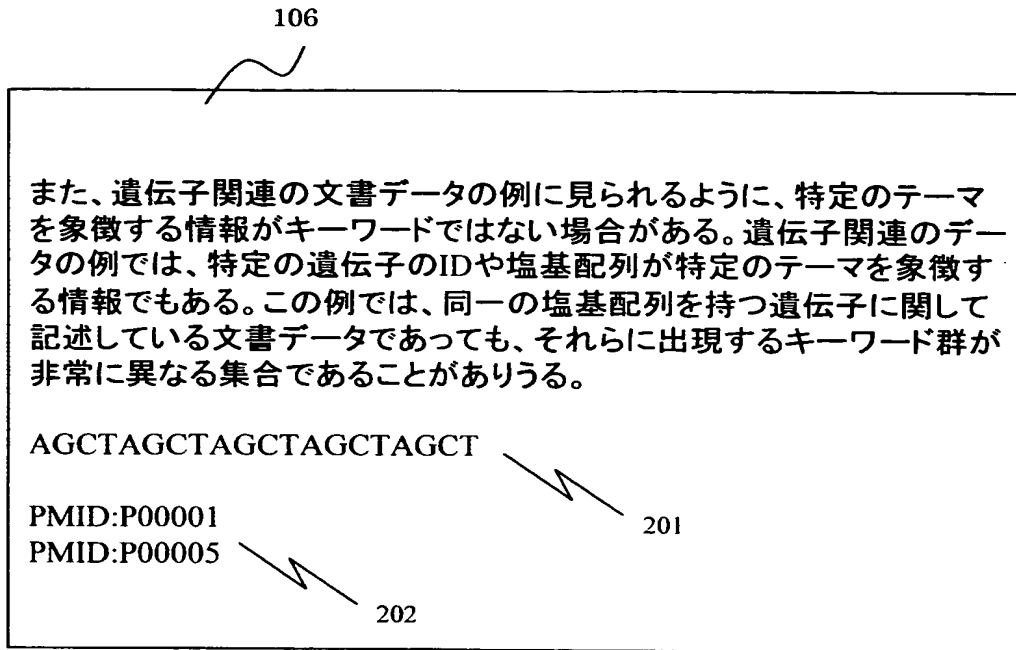 106
また、遺伝子関連の文書データの例に見られるように、特定のテーマ
を象徴する情報がキーワードではない場合がある。遺伝子関連のデー
タの例では、特定の遺伝子のIDや塩基配列が特定のテーマを象徴す
る情報でもある。この例では、同一の塩基配列を持つ遺伝子に関して
記述している文書データであっても、それらに出現するキーワード群が
非常に異なる集合であることがありうる。
AGCTAGCTAGCTAGCTAGCT
201
PMID:P00001
PMID:P00005
202